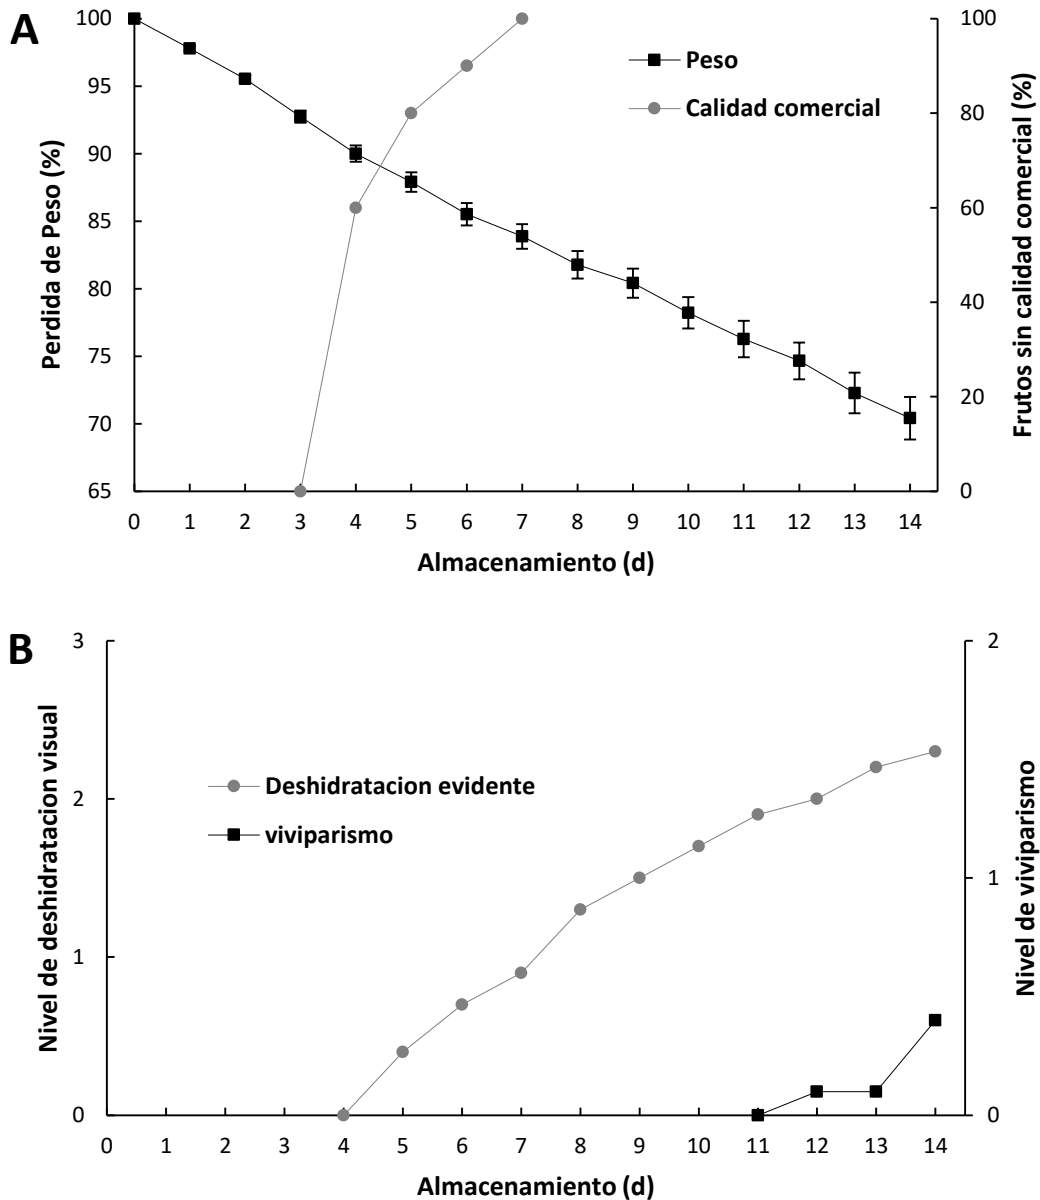 A
Perdida de Peso (%)
100
95
90
85
80
75
70
65
Peso
Calidad comercial
100
80
60
40
20
0
Frutos sin calidad comercial (%)
0 1 2 3 4 5 6 7 8 9 10 11 12 13 14
Almacenamiento (d)
B
Nivel de deshidratacion visual
3
2
1
0
Deshidratacion evidente
viviparismo
2
1
0
Nivel de viviparismo
0 1 2 3 4 5 6 7 8 9 10 11 12 13 14
Almacenamiento (d)